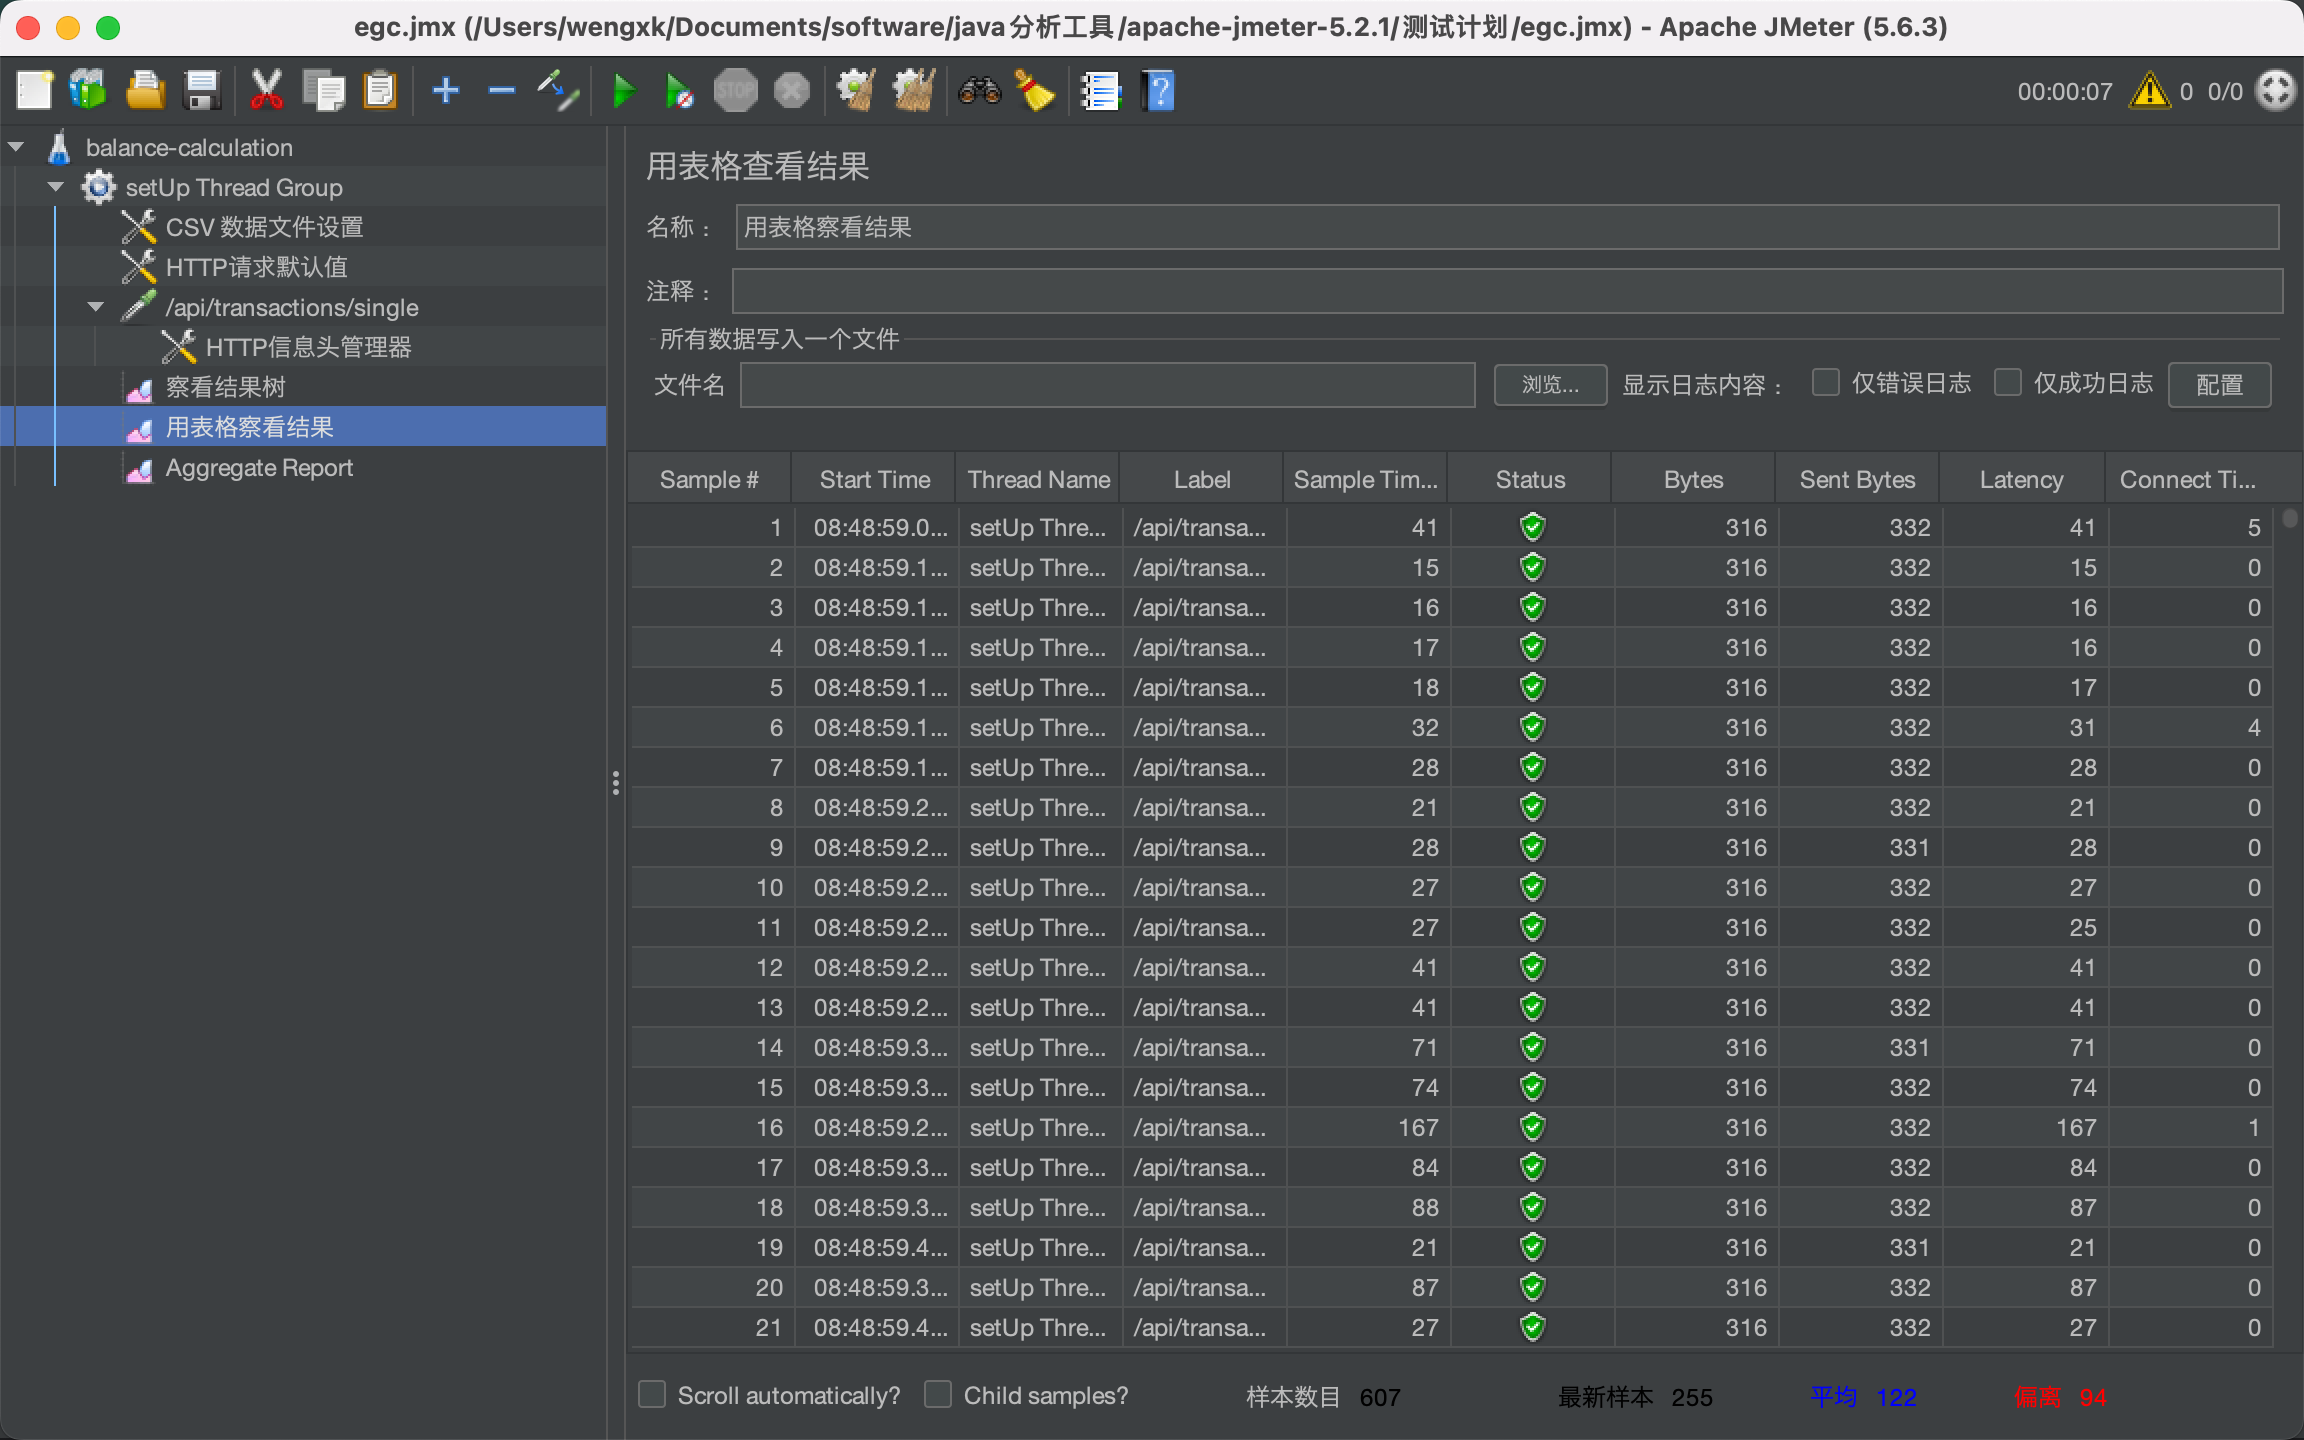 egc.jmx (/Users/wengxk/Documents/software/java分析工具/apache-jmeter-5.2.1/测试计划/egc.jmx) - Apache JMeter (5.6.3)
STOP 00:00:07 0 0/0
balance-calculation
setUp Thread Group
CSV 数据文件设置
HTTP请求默认值
/api/transactions/single
HTTP信息头管理器
察看结果树
用表格察看结果
Aggregate Report
用表格查看结果
名称： 用表格察看结果
注释：
所有数据写入一个文件
文件名 浏览... 显示日志内容： 仅错误日志 仅成功日志 配置
Sample # Start Time Thread Name Label Sample Tim... Status Bytes Sent Bytes Latency Connect Ti...
1 08:48:59.0... setUp Thre... /api/transa... 41 316 332 41 5
2 08:48:59.1... setUp Thre... /api/transa... 15 316 332 15 0
3 08:48:59.1... setUp Thre... /api/transa... 16 316 332 16 0
4 08:48:59.1... setUp Thre... /api/transa... 17 316 332 16 0
5 08:48:59.1... setUp Thre... /api/transa... 18 316 332 17 0
6 08:48:59.1... setUp Thre... /api/transa... 32 316 332 31 4
7 08:48:59.1... setUp Thre... /api/transa... 28 316 332 28 0
8 08:48:59.2... setUp Thre... /api/transa... 21 316 332 21 0
9 08:48:59.2... setUp Thre... /api/transa... 28 316 331 28 0
10 08:48:59.2... setUp Thre... /api/transa... 27 316 332 27 0
11 08:48:59.2... setUp Thre... /api/transa... 27 316 332 25 0
12 08:48:59.2... setUp Thre... /api/transa... 41 316 332 41 0
13 08:48:59.2... setUp Thre... /api/transa... 41 316 332 41 0
14 08:48:59.3... setUp Thre... /api/transa... 71 316 331 71 0
15 08:48:59.3... setUp Thre... /api/transa... 74 316 332 74 0
16 08:48:59.2... setUp Thre... /api/transa... 167 316 332 167 1
17 08:48:59.3... setUp Thre... /api/transa... 84 316 332 84 0
18 08:48:59.3... setUp Thre... /api/transa... 88 316 332 87 0
19 08:48:59.4... setUp Thre... /api/transa... 21 316 331 21 0
20 08:48:59.3... setUp Thre... /api/transa... 87 316 332 87 0
21 08:48:59.4... setUp Thre... /api/transa... 27 316 332 27 0
Scroll automatically? Child samples? 样本数目 607 最新样本 255 平均 122 偏离 94